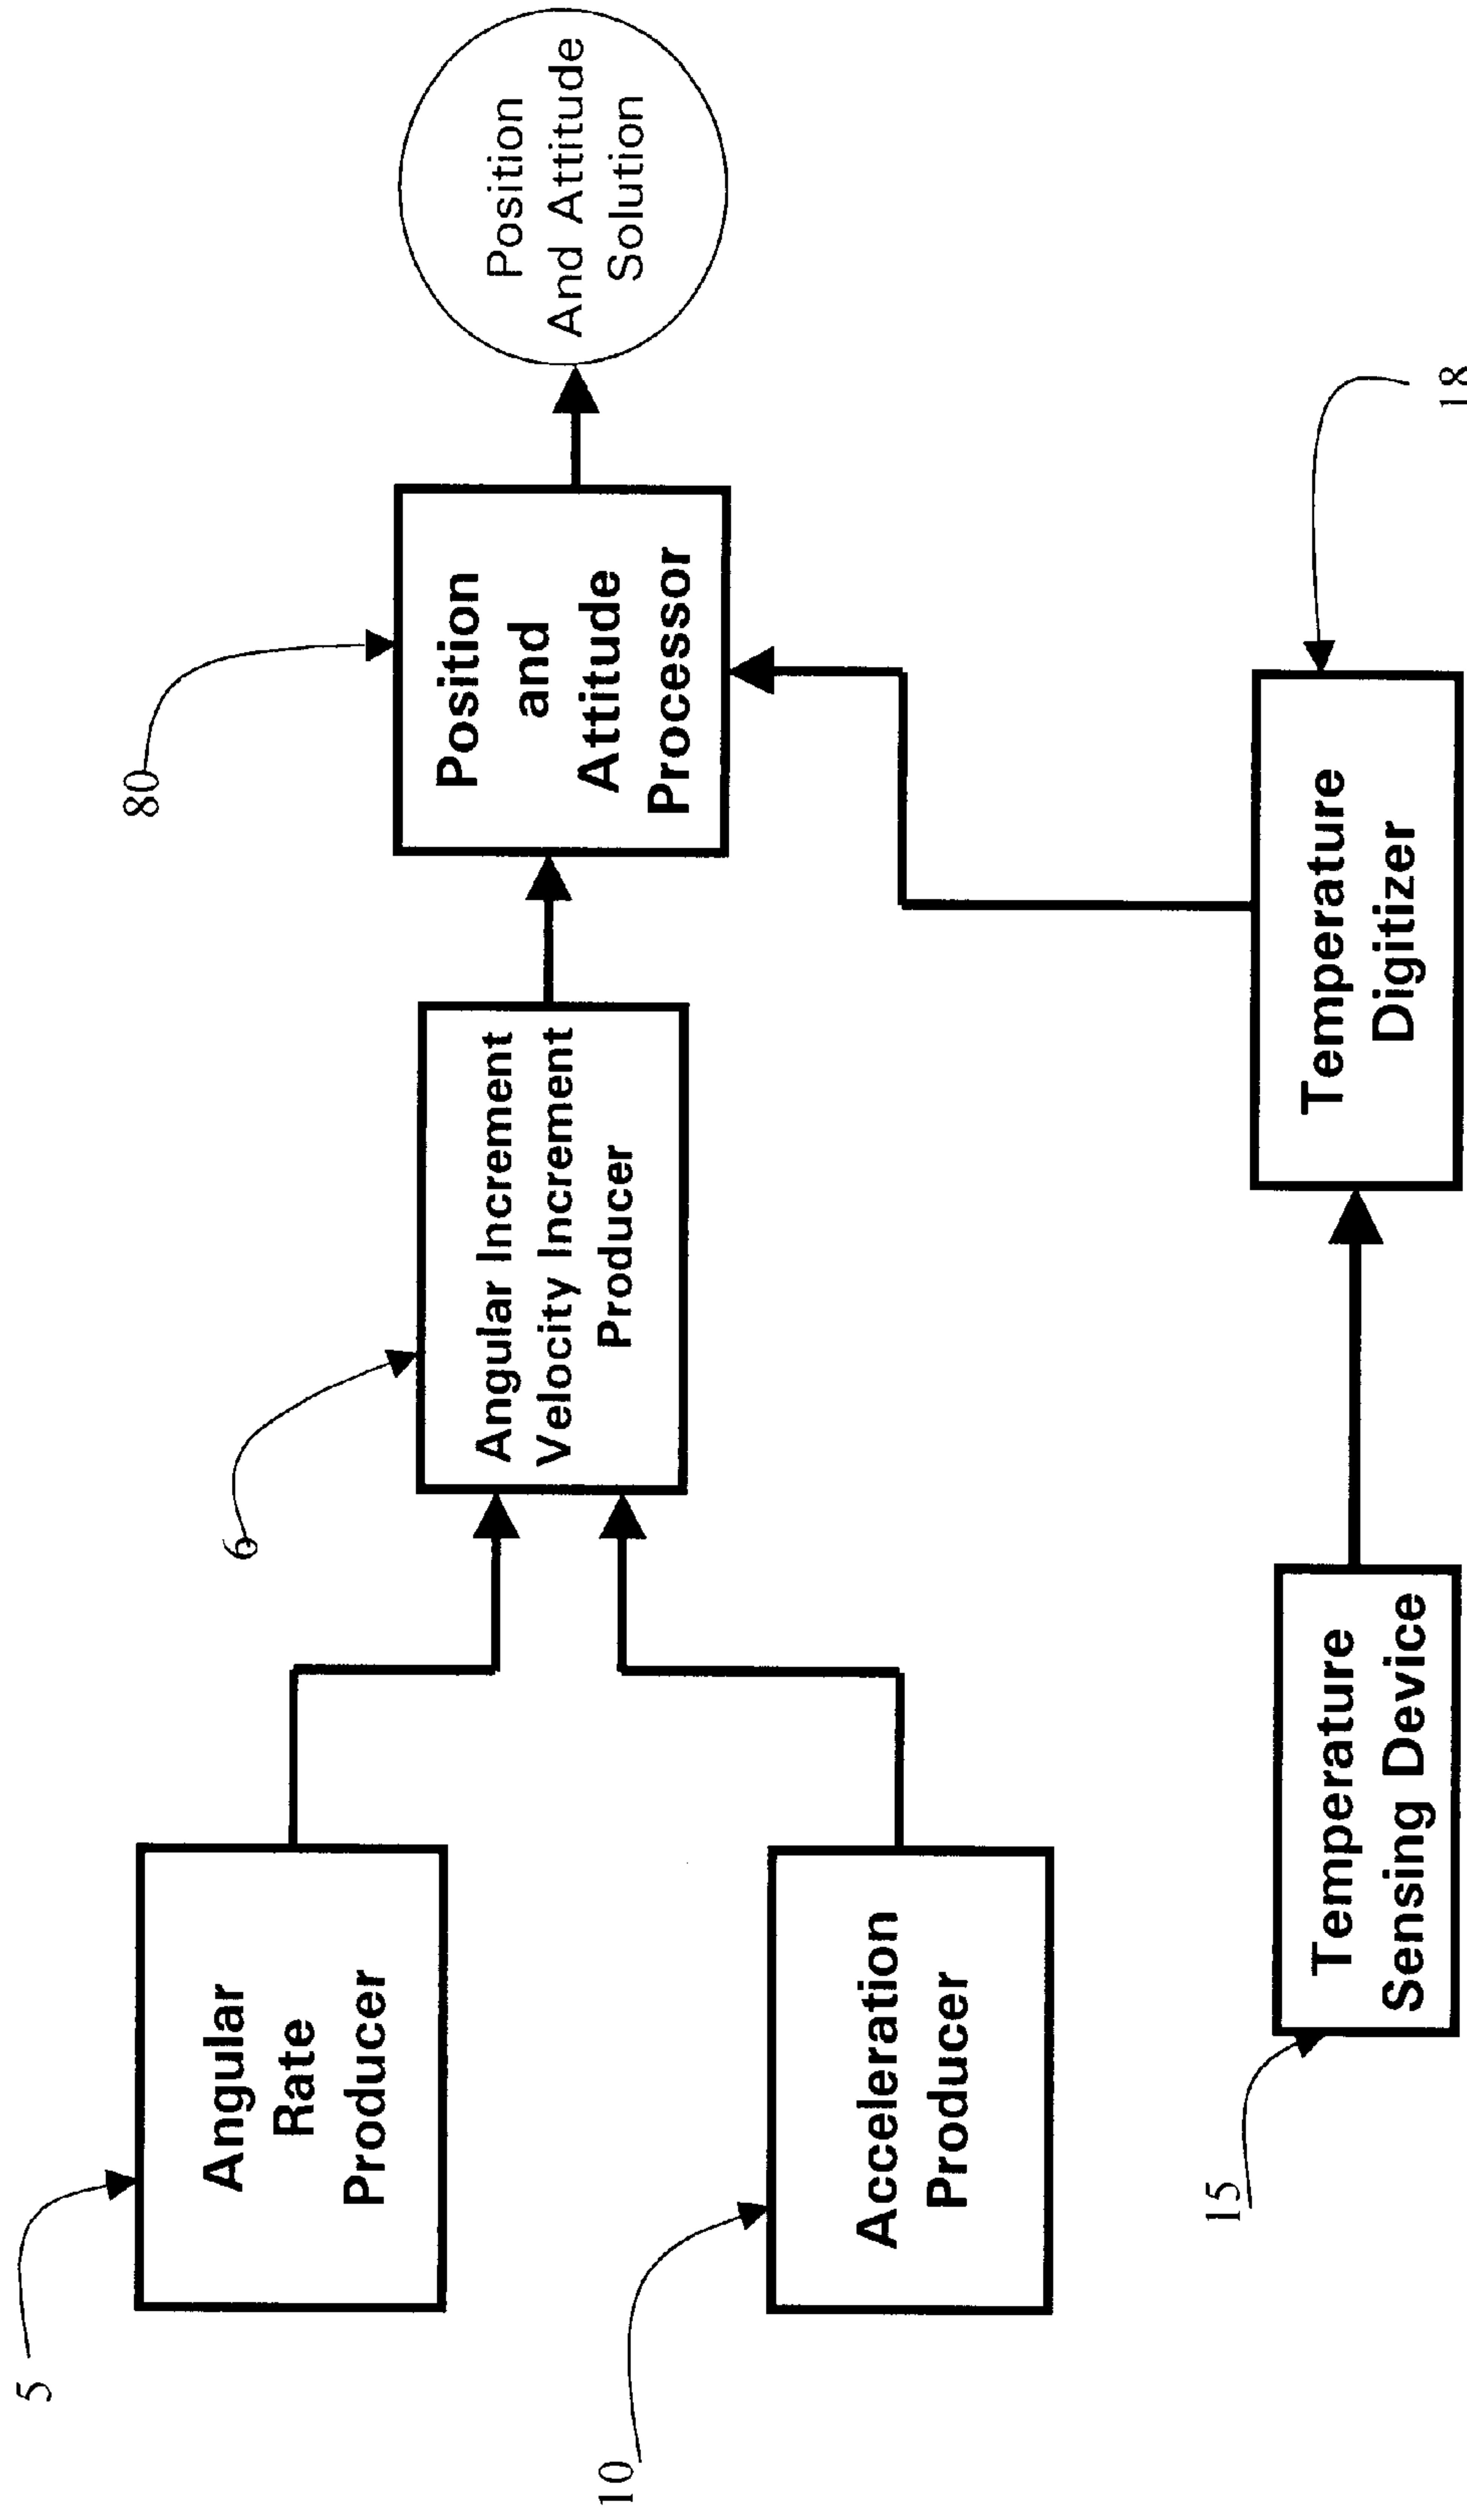 5
Angular
Rate
Producer
10
Acceleration
Producer
6
Angular Increment
Velocity Increment
Producer
80
Position
and
Attitude
Processor
Position
And Attitude
Solution
15
Temperature
Sensing Device
18
Temperature
Digitizer